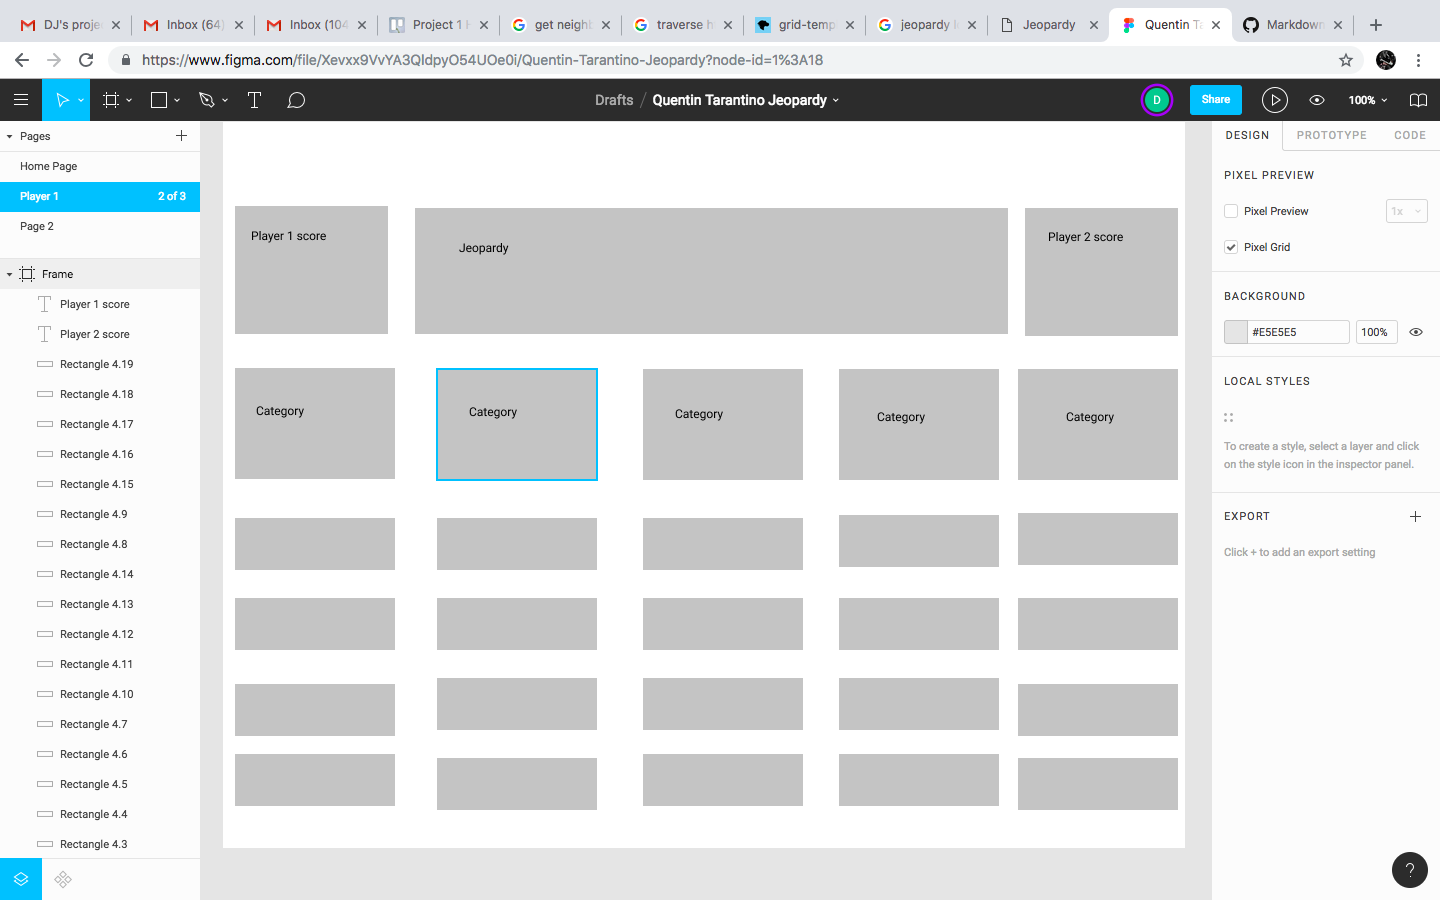 DJ's proje
Inbox (64)
Inbox (104
Project 1
get neighb
traverse h
grid-temp
jeopardy l
Jeopardy
Quentin Ta
Markdown
https://www.figma.com/file/Xevxx9VvYA3QldpyO54UOe0i/Quentin-Tarantino-Jeopardy?node-id=1%3A18
Drafts / Quentin Tarantino Jeopardy
D
Share
100%
Pages
Home Page
Player 1
2 of 3
Page 2
Frame
Player 1 score
Player 2 score
Rectangle 4.19
Rectangle 4.18
Rectangle 4.17
Rectangle 4.16
Rectangle 4.15
Rectangle 4.9
Rectangle 4.8
Rectangle 4.14
Rectangle 4.13
Rectangle 4.12
Rectangle 4.11
Rectangle 4.10
Rectangle 4.7
Rectangle 4.6
Rectangle 4.5
Rectangle 4.4
Rectangle 4.3
Player 1 score
Jeopardy
Player 2 score
Category
Category
Category
Category
Category
DESIGN
PROTOTYPE
CODE
PIXEL PREVIEW
Pixel Preview
1x
Pixel Grid
BACKGROUND
#E5E5E5
100%
LOCAL STYLES
To create a style, select a layer and click
on the style icon in the inspector panel.
EXPORT
Click + to add an export setting
?